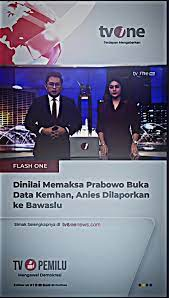 tvOne
Terdepan Mengabarkan
tvOne
FLASH ONE
Dinilai Memaksa Prabowo Buka
Data Kemhan, Anies Dilaporkan
ke Bawaslu
Simak Selengkapnya di tvonenews.com
TV PEMILU
Mengawal Demokrasi